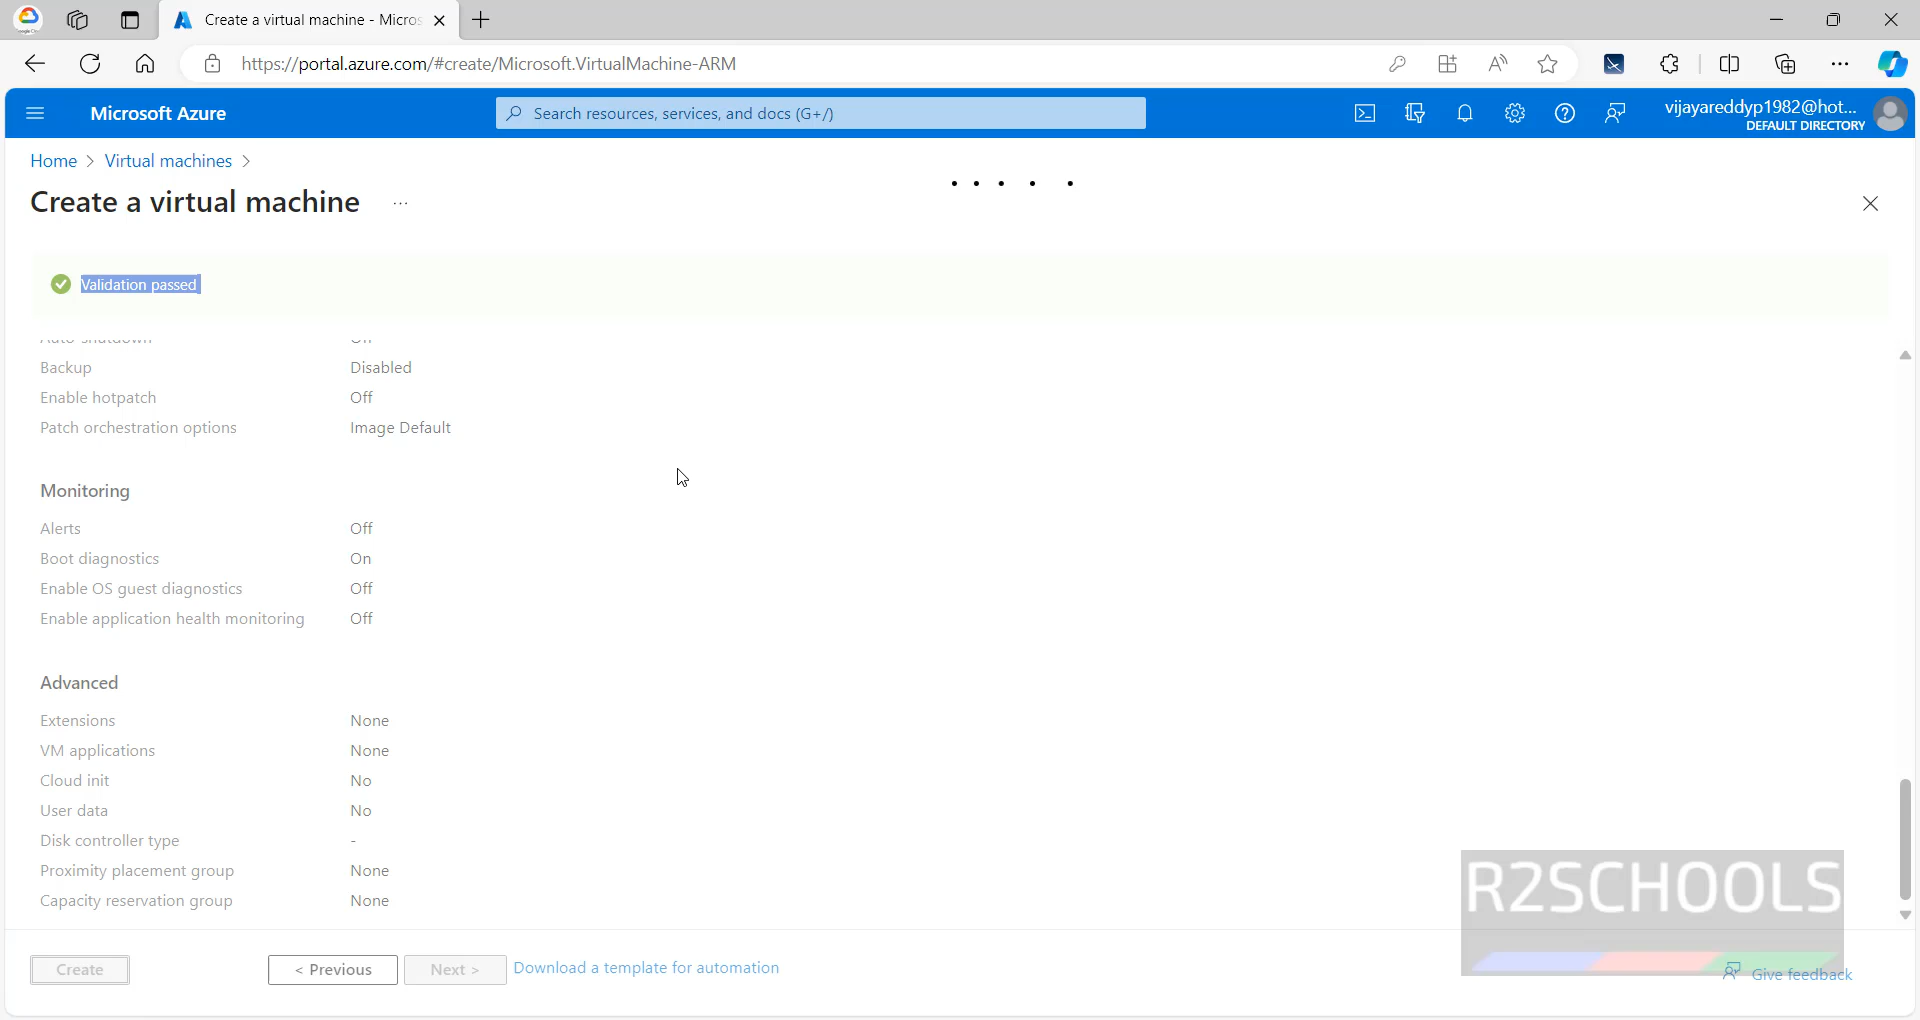 Create a virtual machine - Micros
https://portal.azure.com/#create/Microsoft.VirtualMachine-ARM
Microsoft Azure
Search resources, services, and docs (G+/)
vijayareddyp1982@hot...
DEFAULT DIRECTORY
Home > Virtual machines >
Create a virtual machine ...
Validation passed
Auto-shutdown Off
Backup Disabled
Enable hotpatch Off
Patch orchestration options Image Default
Monitoring
Alerts Off
Boot diagnostics On
Enable OS guest diagnostics Off
Enable application health monitoring Off
Advanced
Extensions None
VM applications None
Cloud init No
User data No
Disk controller type -
Proximity placement group None
Capacity reservation group None
R2SCHOOLS
Create
< Previous
Next >
Download a template for automation
Give feedback